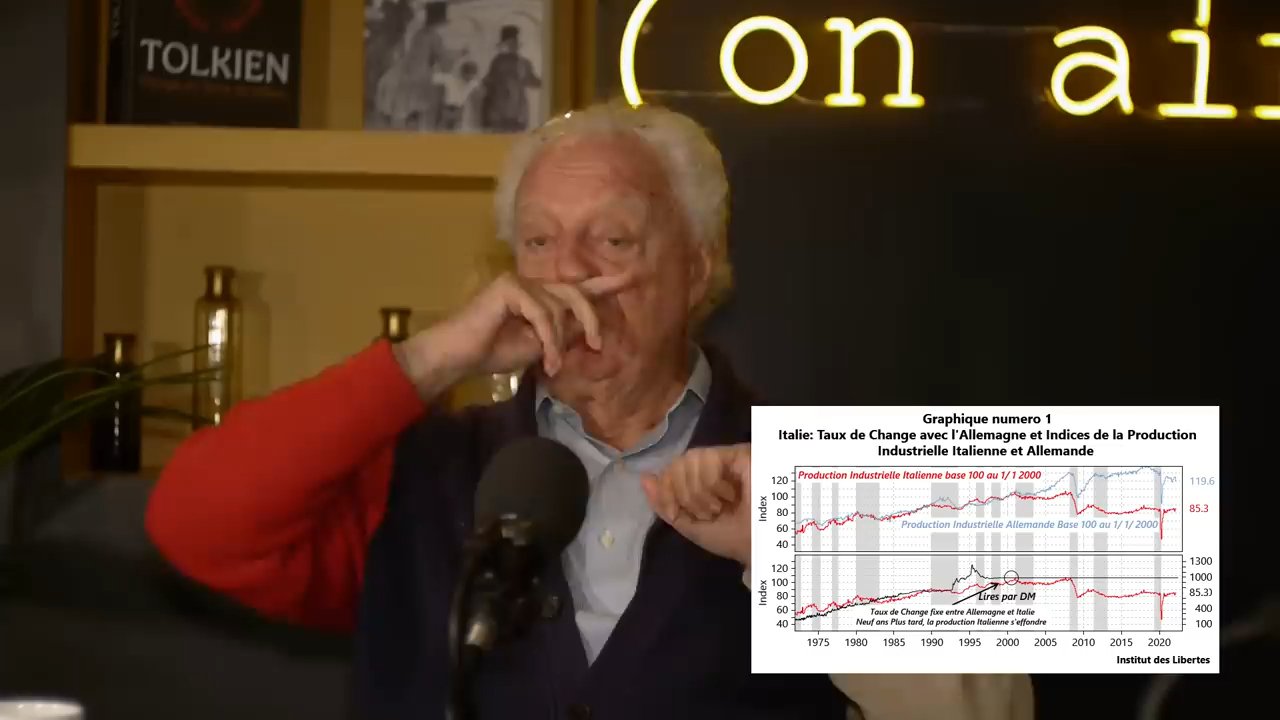 TOLKIEN
(on ai
Graphique numero 1
Italie: Taux de Change avec l'Allemagne et Indices de la Production
Industrielle Italienne et Allemande
Production Industrielle Italienne base 100 au 1/ 1 2000
120
100
80
60
40
Index
119.6
85.3
Production Industrielle Allemande Base 100 au 1/ 1/ 2000
120
100
80
60
40
Index
1300
1000
85.33
400
100
Lires par DM
Taux de Change fixe entre Allemagne et Italie
Neuf ans Plus tard, la production Italienne s'effondre
1975 1980 1985 1990 1995 2000 2005 2010 2015 2020
Institut des Libertes